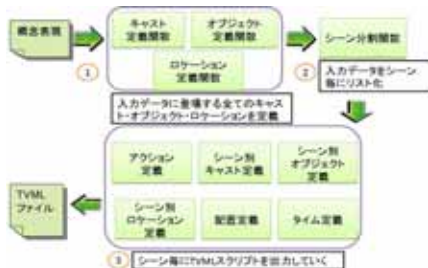 概念表現
キャスト
定義関数
オブジェクト
定義関数
ロケーション
定義関数
①
シーン分割関数
②
入力データをシーン
毎にリスト化
入力データに登場する全てのキャス
ト・オブジェクト・ロケーションを定義
アクション
定義
シーン別
キャスト定義
シーン別
オブジェクト
定義
シーン別
ロケーション
定義
配置定義
タイム定義
TVML
ファイル
③ シーン毎にTVMLスクリプトを出力していく